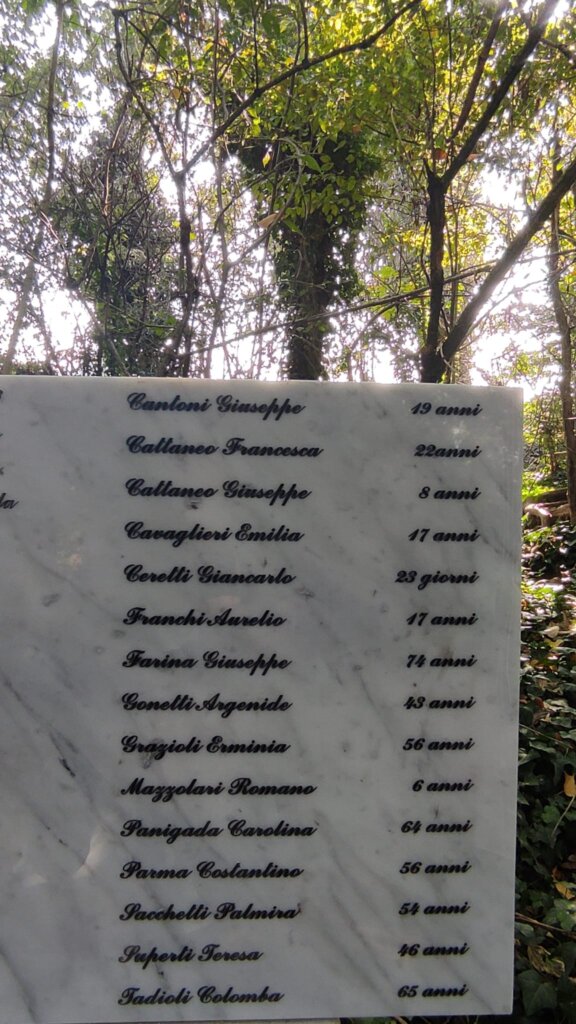 Cantoni Giuseppe 19 anni
Cattaneo Francesca 22anni
Cattaneo Giuseppe 8 anni
Cavaglieri Emilia 17 anni
Ceretti Giancarlo 23 giorni
Franchi Aurelio 17 anni
Farina Giuseppe 74 anni
Gonetti Argenide 43 anni
Grazioli Erminia 56 anni
Mazzolari Romano 6 anni
Panigada Carolina 64 anni
Parma Costantino 56 anni
Sacchetti Palmira 54 anni
Superti Teresa 46 anni
Tadioli Colomba 65 anni